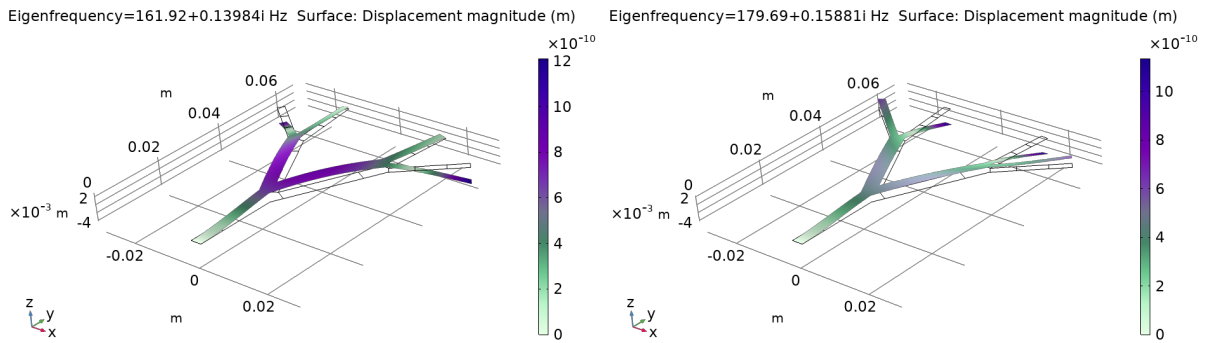 Eigenfrequency=161.92+0.13984i Hz  Surface: Displacement magnitude (m)
×10⁻¹⁰
12
10
8
6
4
2
0
0.06
m
0.04
0.02
0
2
×10⁻³ m
-4
-0.02
0
0.02
m
z
y
x
Eigenfrequency=179.69+0.15881i Hz  Surface: Displacement magnitude (m)
×10⁻¹⁰
10
8
6
4
2
0
0.06
m
0.04
0.02
0
2
×10⁻³ m
-4
-0.02
0
0.02
m
z
y
x